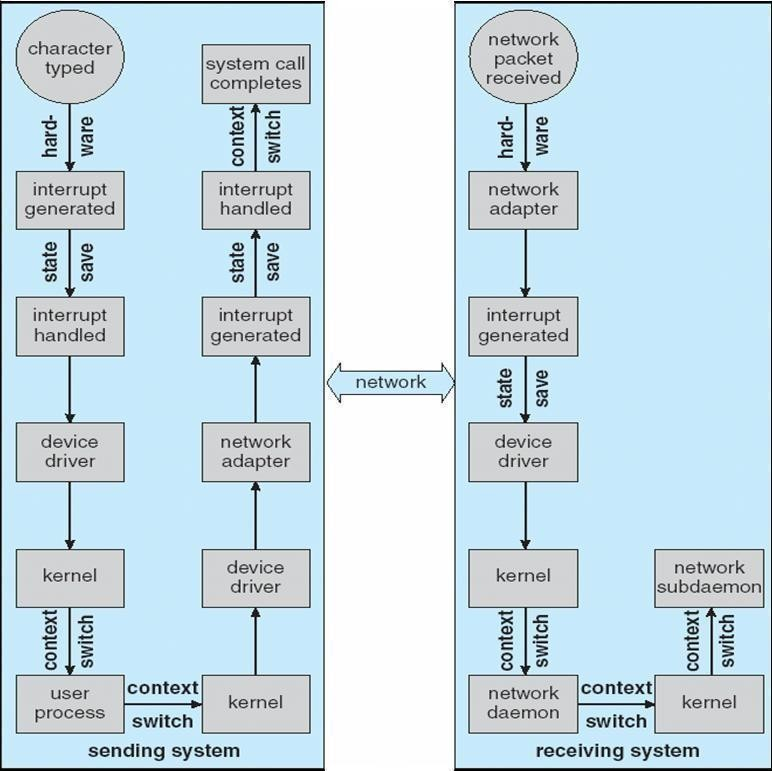 character
typed
hard-
ware
interrupt
generated
state
save
interrupt
handled
device
driver
kernel
context
switch
user
process
context
switch
kernel
device
driver
network
adapter
interrupt
generated
state
save
interrupt
handled
context
switch
system call
completes
sending system
network
network
packet
received
hard-
ware
network
adapter
interrupt
generated
state
save
device
driver
kernel
context
switch
network
daemon
context
switch
kernel
context
switch
network
subdaemon
receiving system